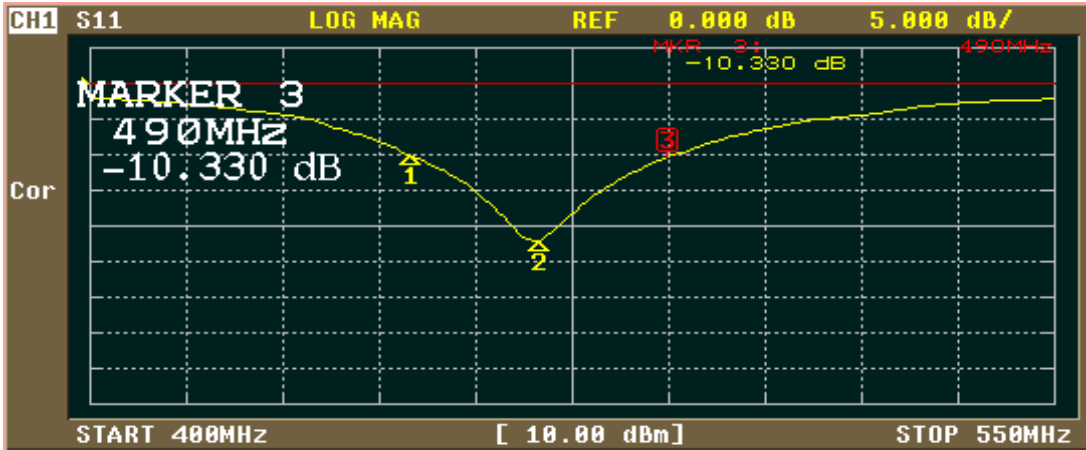 CH1 S11 LOG MAG REF 0.000 dB 5.000 dB/
MKR 3: 490MHz
-10.330 dB
MARKER 3
490MHz
-10.330 dB
3
1
Cor
2
START 400MHz [ 10.00 dBm] STOP 550MHz